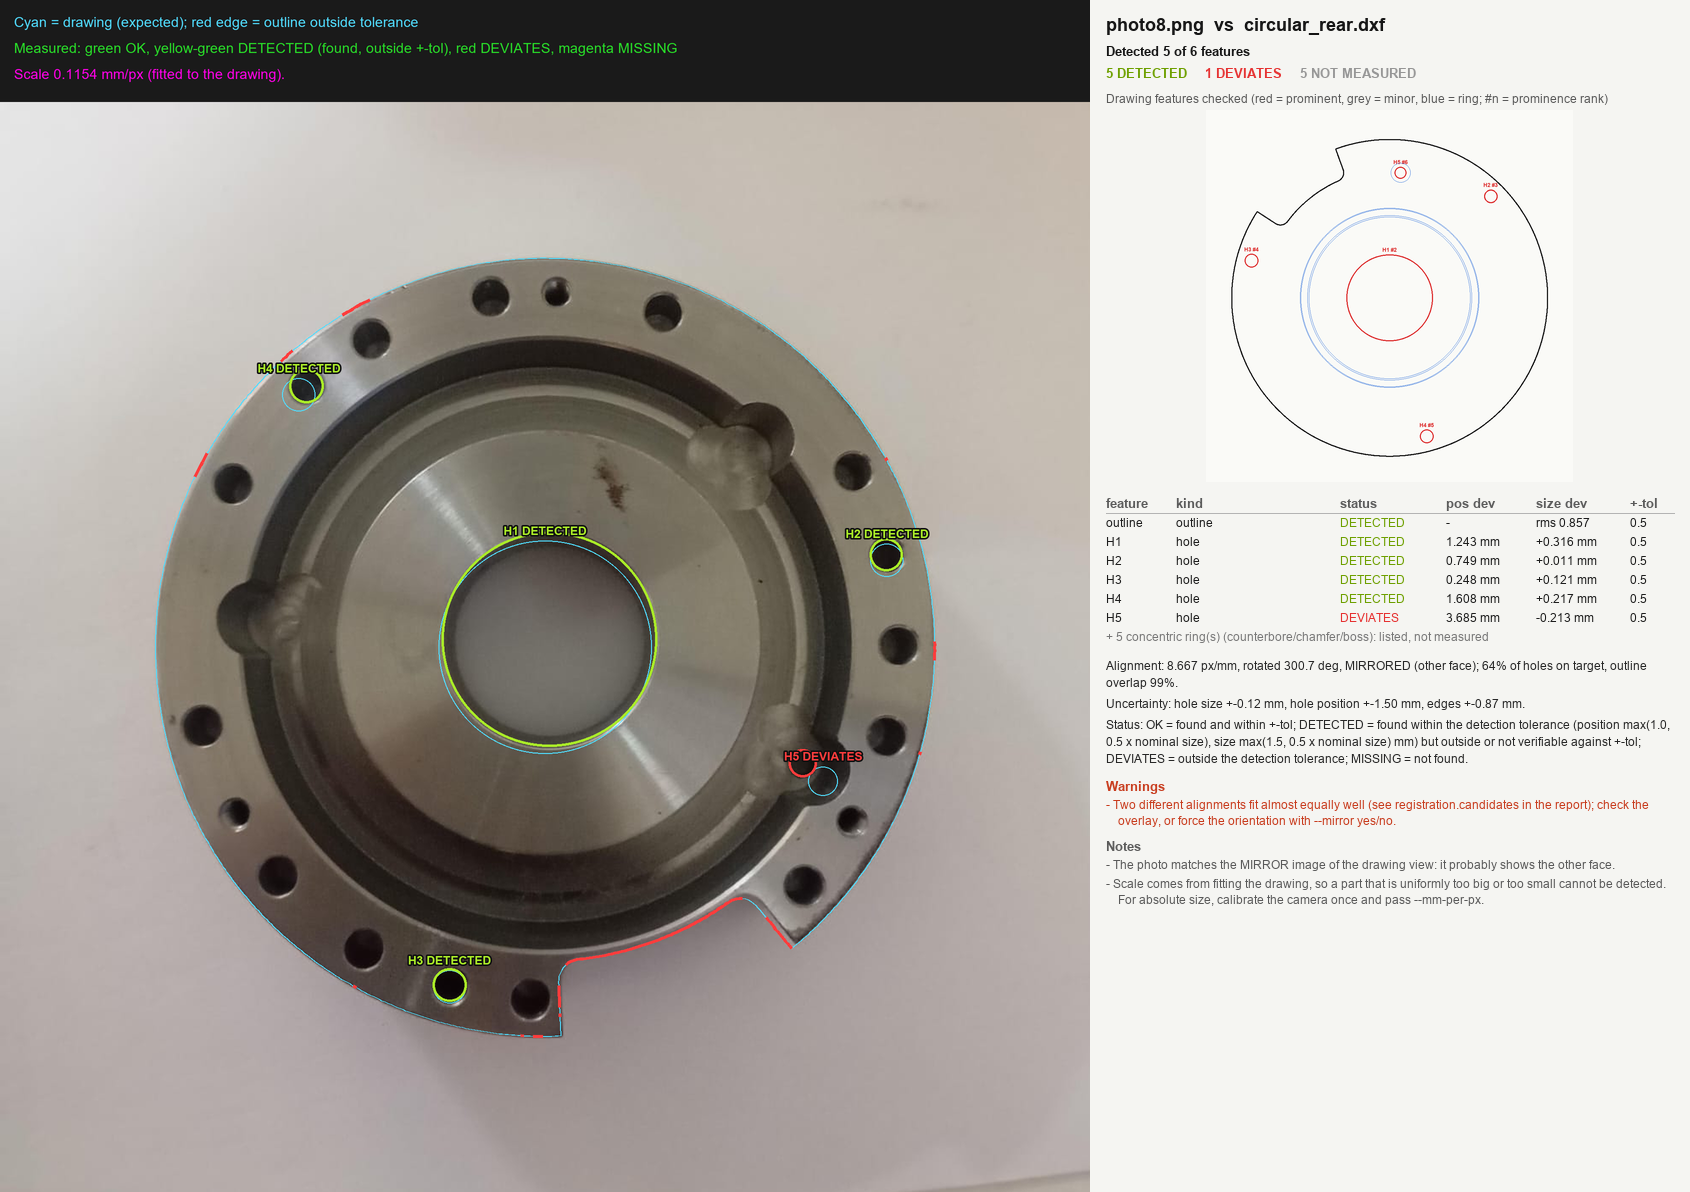 Cyan = drawing (expected); red edge = outline outside tolerance
Measured: green OK, yellow-green DETECTED (found, outside +-tol), red DEVIATES, magenta MISSING
Scale 0.1154 mm/px (fitted to the drawing).
H4 DETECTED
H1 DETECTED
H2 DETECTED
H5 DEVIATES
H3 DETECTED
photo8.png vs circular_rear.dxf
Detected 5 of 6 features
5 DETECTED 1 DEVIATES 5 NOT MEASURED
Drawing features checked (red = prominent, grey = minor, blue = ring; #n = prominence rank)
H5 #6
H2 #3
H3 #4
H1 #2
H4 #5
feature kind status pos dev size dev +-tol
outline outline DETECTED - rms 0.857 0.5
H1 hole DETECTED 1.243 mm +0.316 mm 0.5
H2 hole DETECTED 0.749 mm +0.011 mm 0.5
H3 hole DETECTED 0.248 mm +0.121 mm 0.5
H4 hole DETECTED 1.608 mm +0.217 mm 0.5
H5 hole DEVIATES 3.685 mm -0.213 mm 0.5
+ 5 concentric ring(s) (counterbore/chamfer/boss): listed, not measured
Alignment: 8.667 px/mm, rotated 300.7 deg, MIRRORED (other face); 64% of holes on target, outline
overlap 99%.
Uncertainty: hole size +-0.12 mm, hole position +-1.50 mm, edges +-0.87 mm.
Status: OK = found and within +-tol; DETECTED = found within the detection tolerance (position max(1.0,
0.5 x nominal size), size max(1.5, 0.5 x nominal size) mm) but outside or not verifiable against +-tol;
DEVIATES = outside the detection tolerance; MISSING = not found.
Warnings
- Two different alignments fit almost equally well (see registration.candidates in the report); check the
overlay, or force the orientation with --mirror yes/no.
Notes
- The photo matches the MIRROR image of the drawing view: it probably shows the other face.
- Scale comes from fitting the drawing, so a part that is uniformly too big or too small cannot be detected.
For absolute size, calibrate the camera once and pass --mm-per-px.